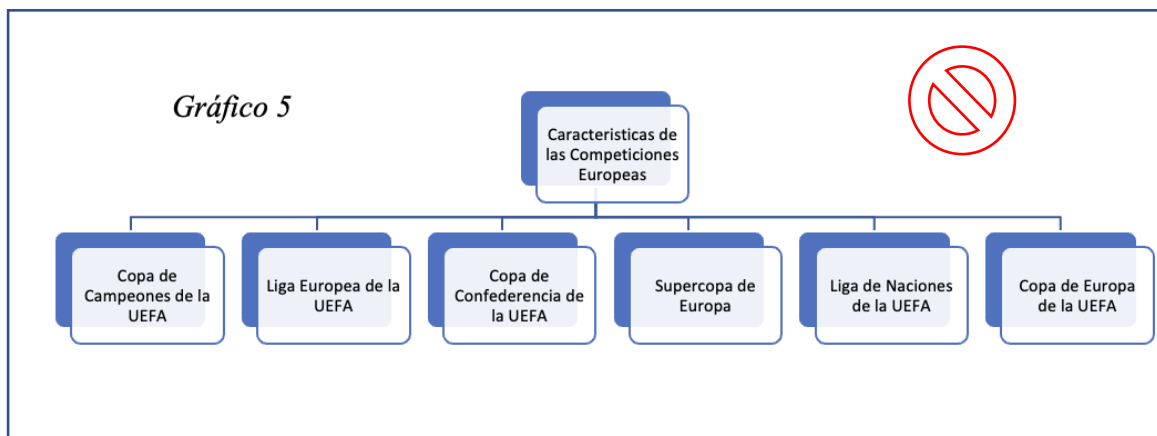 Gráfico 5
Caracteristicas de
las Competiciones
Europeas
Copa de
Campeones de la
UEFA
Liga Europea de la
UEFA
Copa de
Confederencia de
la UEFA
Supercopa de
Europa
Liga de Naciones
de la UEFA
Copa de Europa
de la UEFA